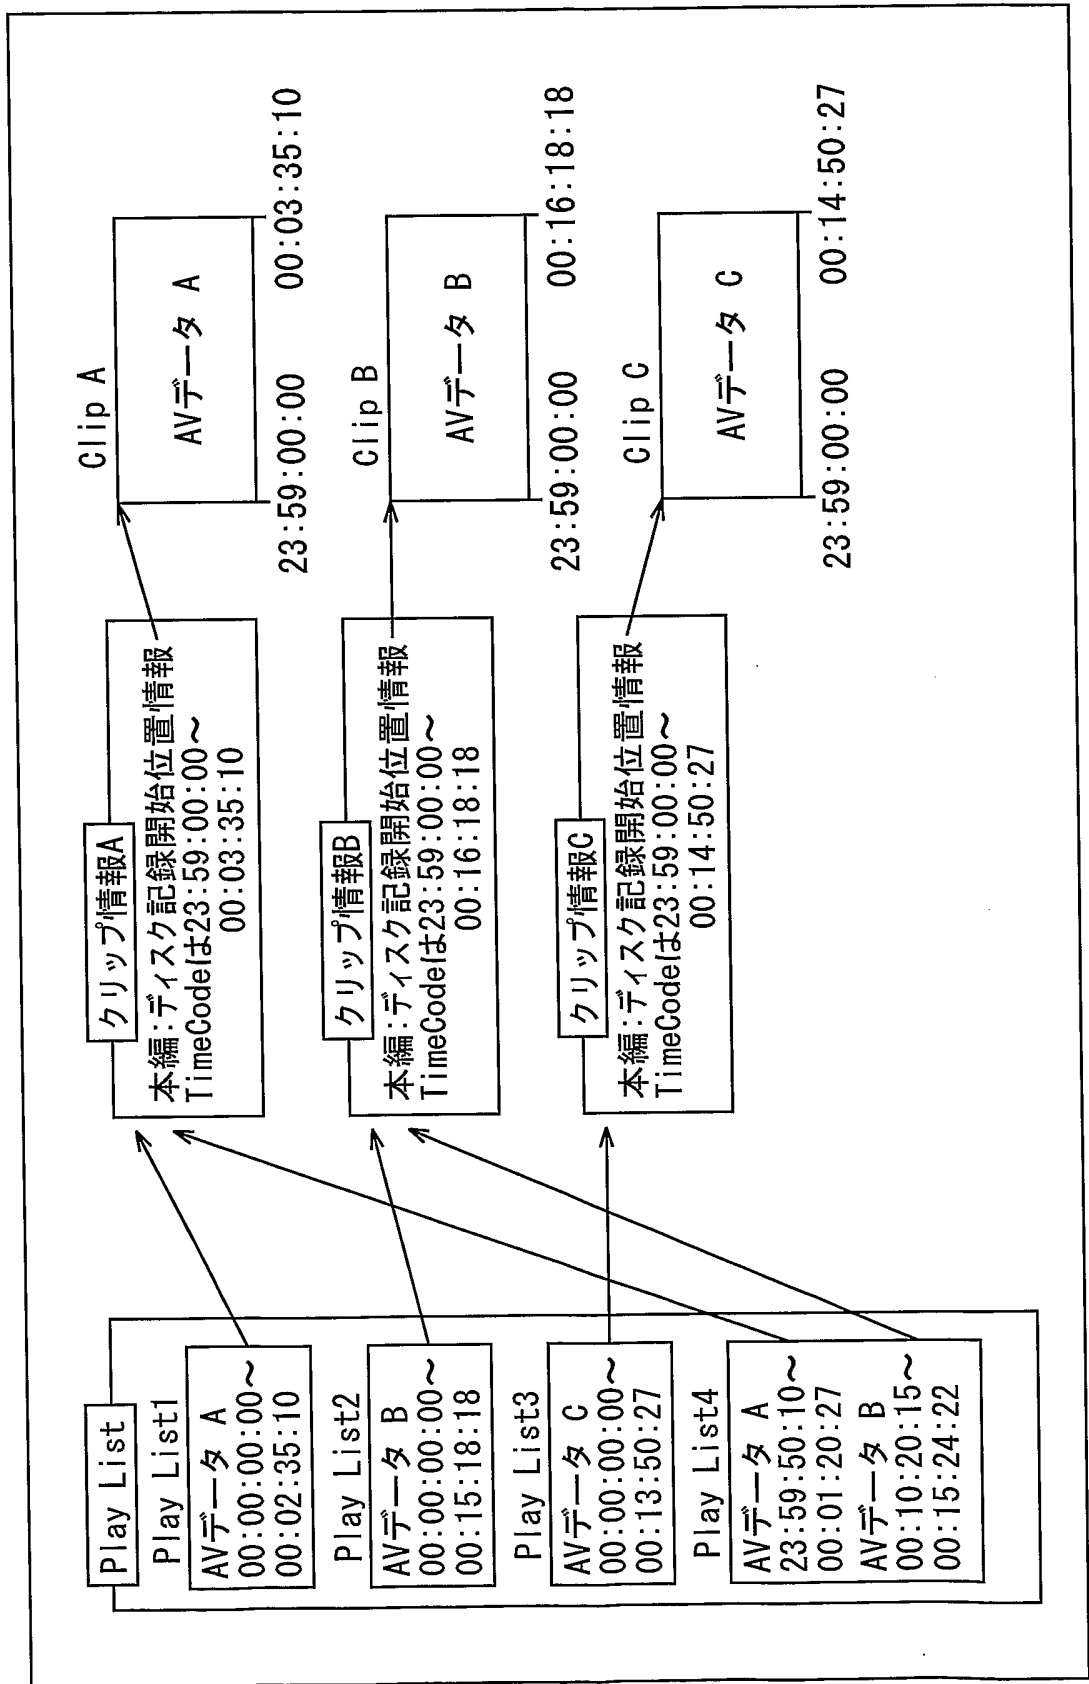 Play List
Play List1
AVデータ A
00:00:00:00～
00:02:35:10
Play List2
AVデータ B
00:00:00:00～
00:15:18:18
Play List3
AVデータ C
00:00:00:00～
00:13:50:27
Play List4
AVデータ A
23:59:50:10～
00:01:20:27
AVデータ B
00:10:20:15～
00:15:24:22
クリップ情報A
本編:ディスク記録開始位置情報
TimeCodeは23:59:00:00～
00:03:35:10
クリップ情報B
本編:ディスク記録開始位置情報
TimeCodeは23:59:00:00～
00:16:18:18
クリップ情報C
本編:ディスク記録開始位置情報
TimeCodeは23:59:00:00～
00:14:50:27
Clip A
AVデータ A
23:59:00:00 00:03:35:10
Clip B
AVデータ B
23:59:00:00 00:16:18:18
Clip C
AVデータ C
23:59:00:00 00:14:50:27